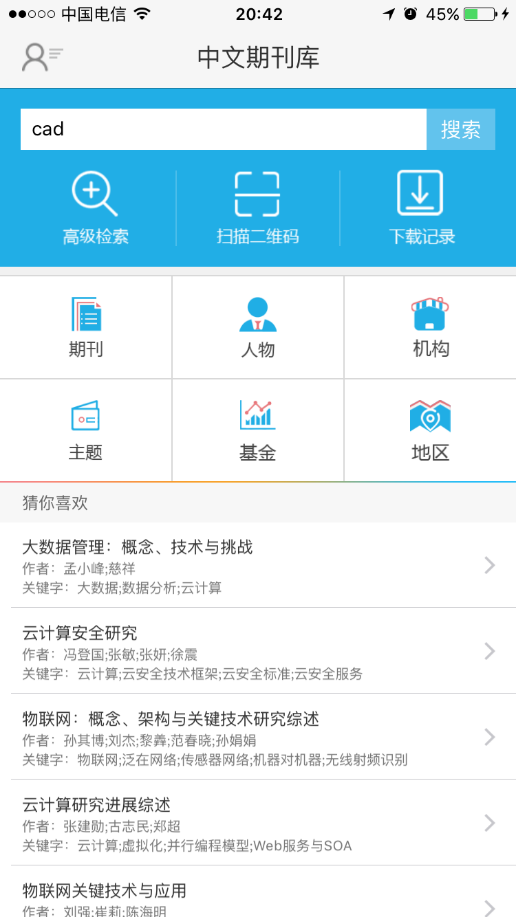 中国电信 20:42 45%
中文期刊库
cad 搜索
高级检索 扫描二维码 下载记录
期刊 人物 机构
主题 基金 地区
猜你喜欢
大数据管理：概念、技术与挑战
作者：孟小峰;慈祥
关键字：大数据;数据分析;云计算
云计算安全研究
作者：冯登国;张敏;张妍;徐震
关键字：云计算;云安全技术框架;云安全标准;云安全服务
物联网：概念、架构与关键技术研究综述
作者：孙其博;刘杰;黎羴;范春晓;孙娟娟
关键字：物联网;泛在网络;传感器网络;机器对机器;无线射频识别
云计算研究进展综述
作者：张建勋;古志民;郑超
关键字：云计算;虚拟化;并行编程模型;Web服务与SOA
物联网关键技术与应用
作者：刘强;崔莉;陈海明